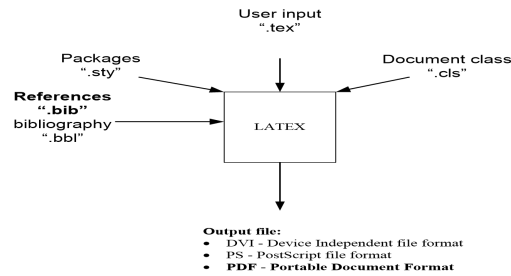 User input
“.tex”
Packages
“.sty”
Document class
“.cls”
References
“.bib”
bibliography
“.bbl”
LATEX
Output file:
• DVI - Device Independent file format
• PS - PostScript file format
• PDF - Portable Document Format